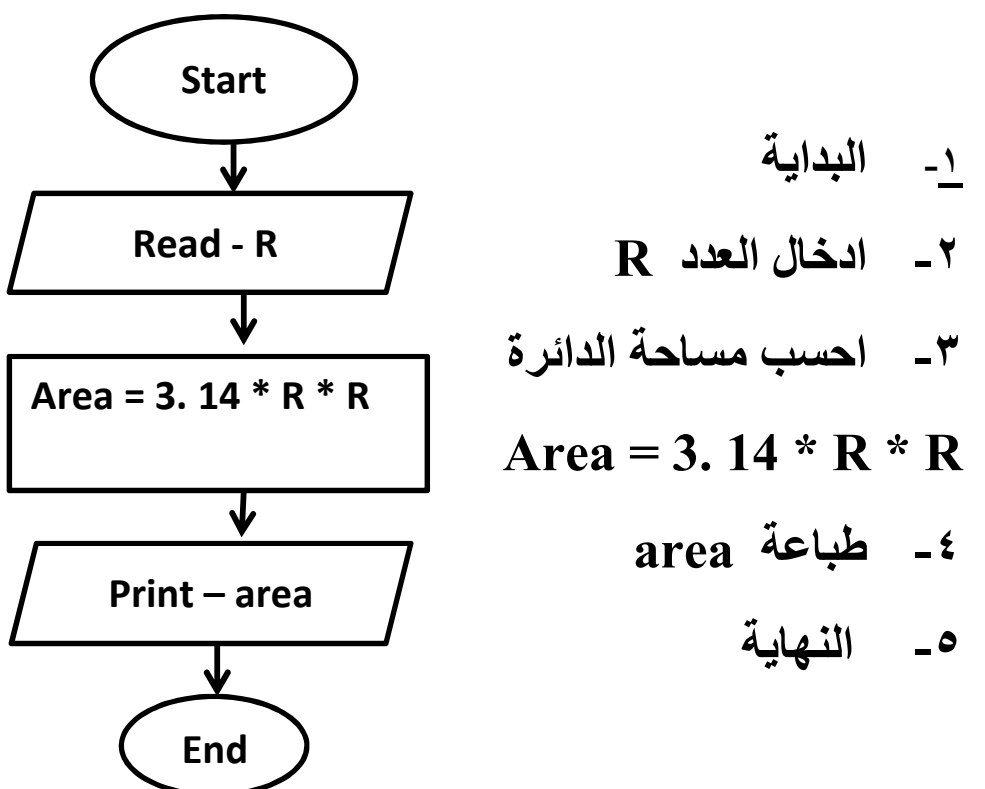 Start
Read - R
Area = 3. 14 * R * R
Print – area
End
١- البداية
٢- ادخال العدد R
٣- احسب مساحة الدائرة
Area = 3. 14 * R * R
٤- طباعة area
٥- النهاية